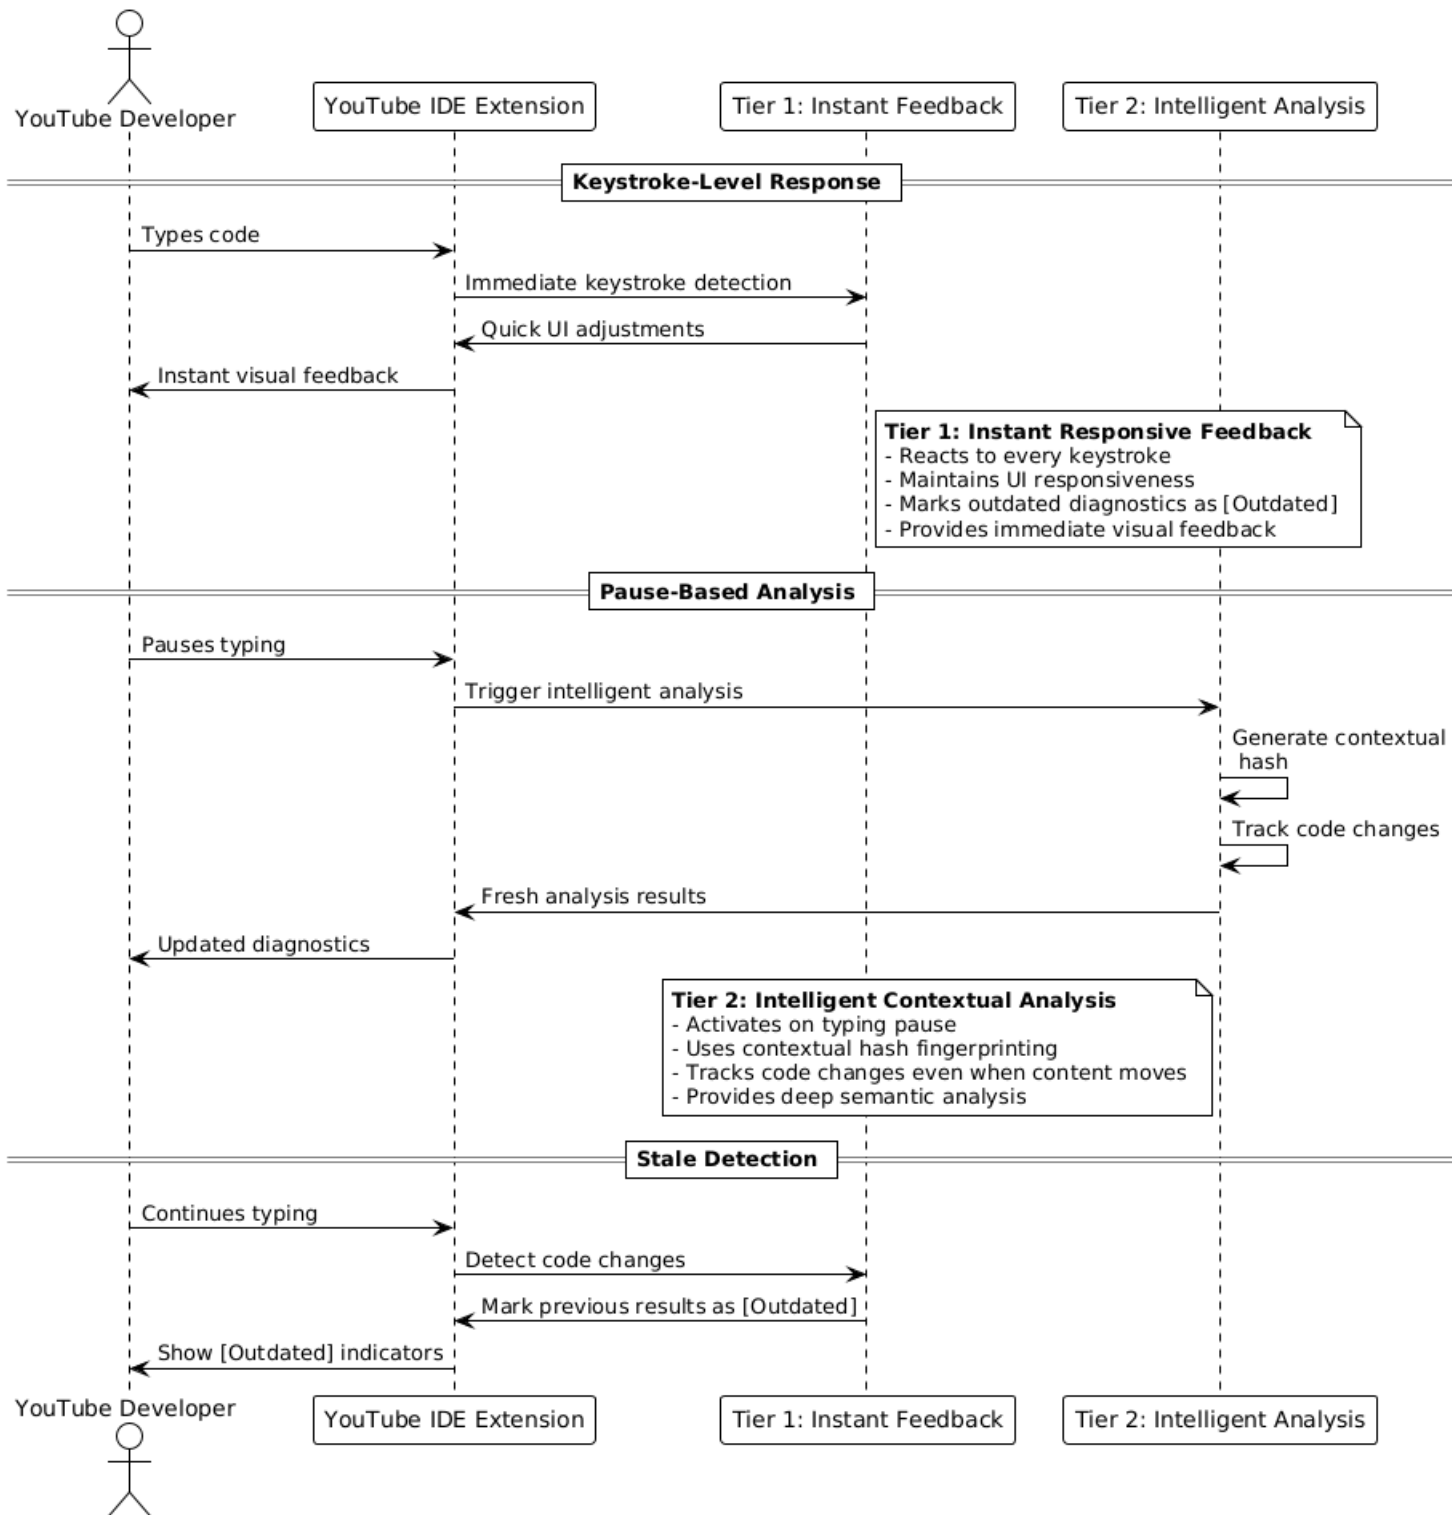 YouTube Developer
YouTube IDE Extension
Tier 1: Instant Feedback
Tier 2: Intelligent Analysis
Keystroke-Level Response
Types code
Immediate keystroke detection
Quick UI adjustments
Instant visual feedback
Tier 1: Instant Responsive Feedback
- Reacts to every keystroke
- Maintains UI responsiveness
- Marks outdated diagnostics as [Outdated]
- Provides immediate visual feedback
Pause-Based Analysis
Pauses typing
Trigger intelligent analysis
Generate contextual
hash
Track code changes
Fresh analysis results
Updated diagnostics
Tier 2: Intelligent Contextual Analysis
- Activates on typing pause
- Uses contextual hash fingerprinting
- Tracks code changes even when content moves
- Provides deep semantic analysis
Stale Detection
Continues typing
Detect code changes
Mark previous results as [Outdated]
Show [Outdated] indicators
YouTube Developer
YouTube IDE Extension
Tier 1: Instant Feedback
Tier 2: Intelligent Analysis